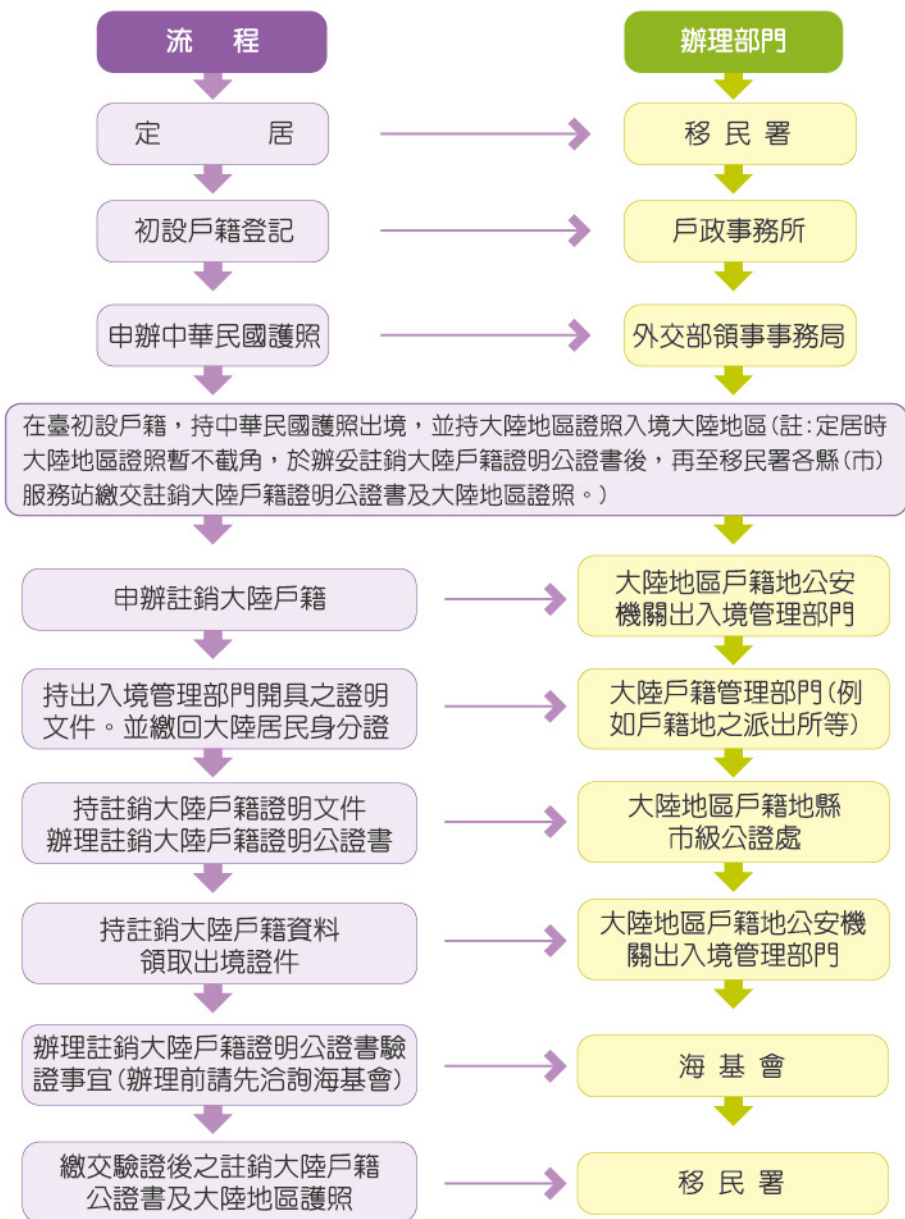 流 程
辦理部門
定 居
移民署
初設戶籍登記
戶政事務所
申辦中華民國護照
外交部領事事務局
在臺初設戶籍，持中華民國護照出境，並持大陸地區證照入境大陸地區(註:定居時
大陸地區證照暫不截角，於辦妥註銷大陸戶籍證明公證書後，再至移民署各縣(市)
服務站繳交註銷大陸戶籍證明公證書及大陸地區證照。)
申辦註銷大陸戶籍
大陸地區戶籍地公安
機關出入境管理部門
持出入境管理部門開具之證明
文件。並繳回大陸居民身分證
大陸戶籍管理部門(例
如戶籍地之派出所等)
持註銷大陸戶籍證明文件
辦理註銷大陸戶籍證明公證書
大陸地區戶籍地縣
市級公證處
持註銷大陸戶籍資料
領取出境證件
大陸地區戶籍地公安機
關出入境管理部門
辦理註銷大陸戶籍證明公證書驗
證事宜(辦理前請先洽詢海基會)
海基會
繳交驗證後之註銷大陸戶籍
公證書及大陸地區護照
移民署